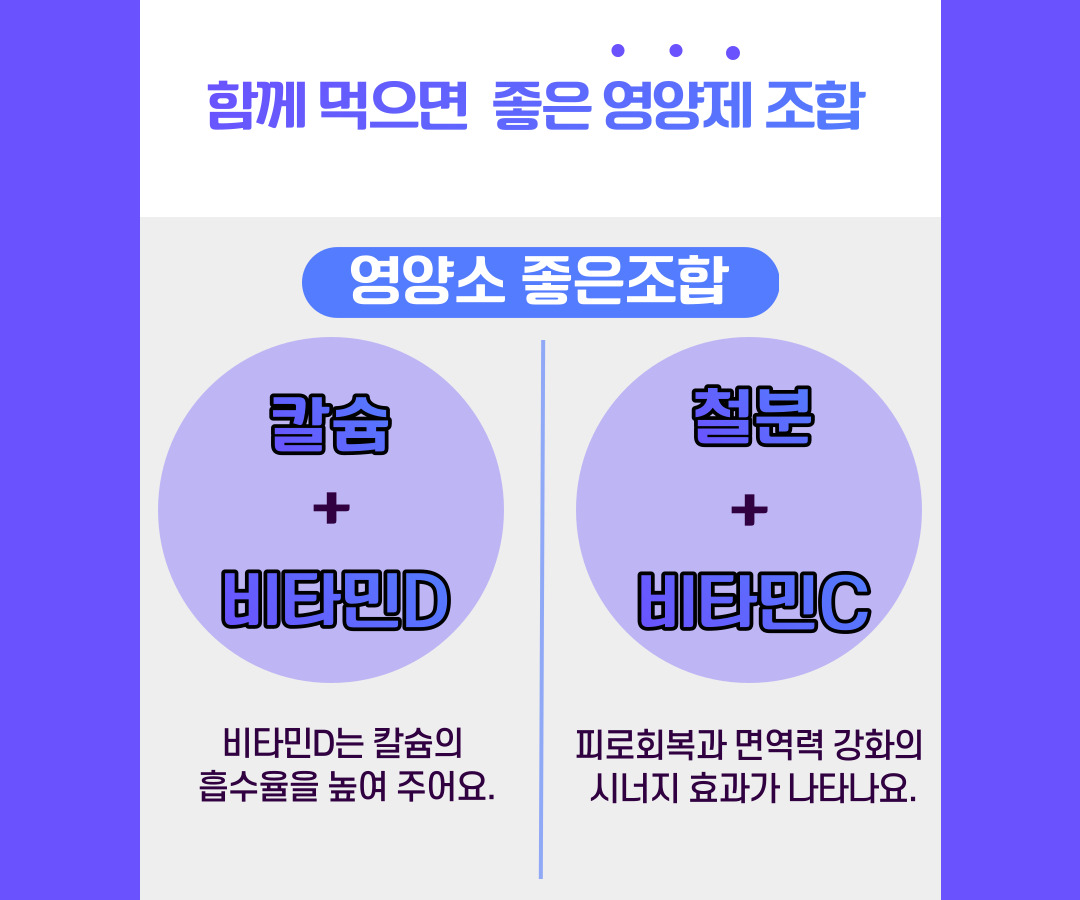 함께 먹으면 좋은 영양제 조합
영양소 좋은조합
칼슘
+
비타민D
비타민D는 칼슘의
흡수율을 높여 주어요.
철분
+
비타민C
피로회복과 면역력 강화의
시너지 효과가 나타나요.